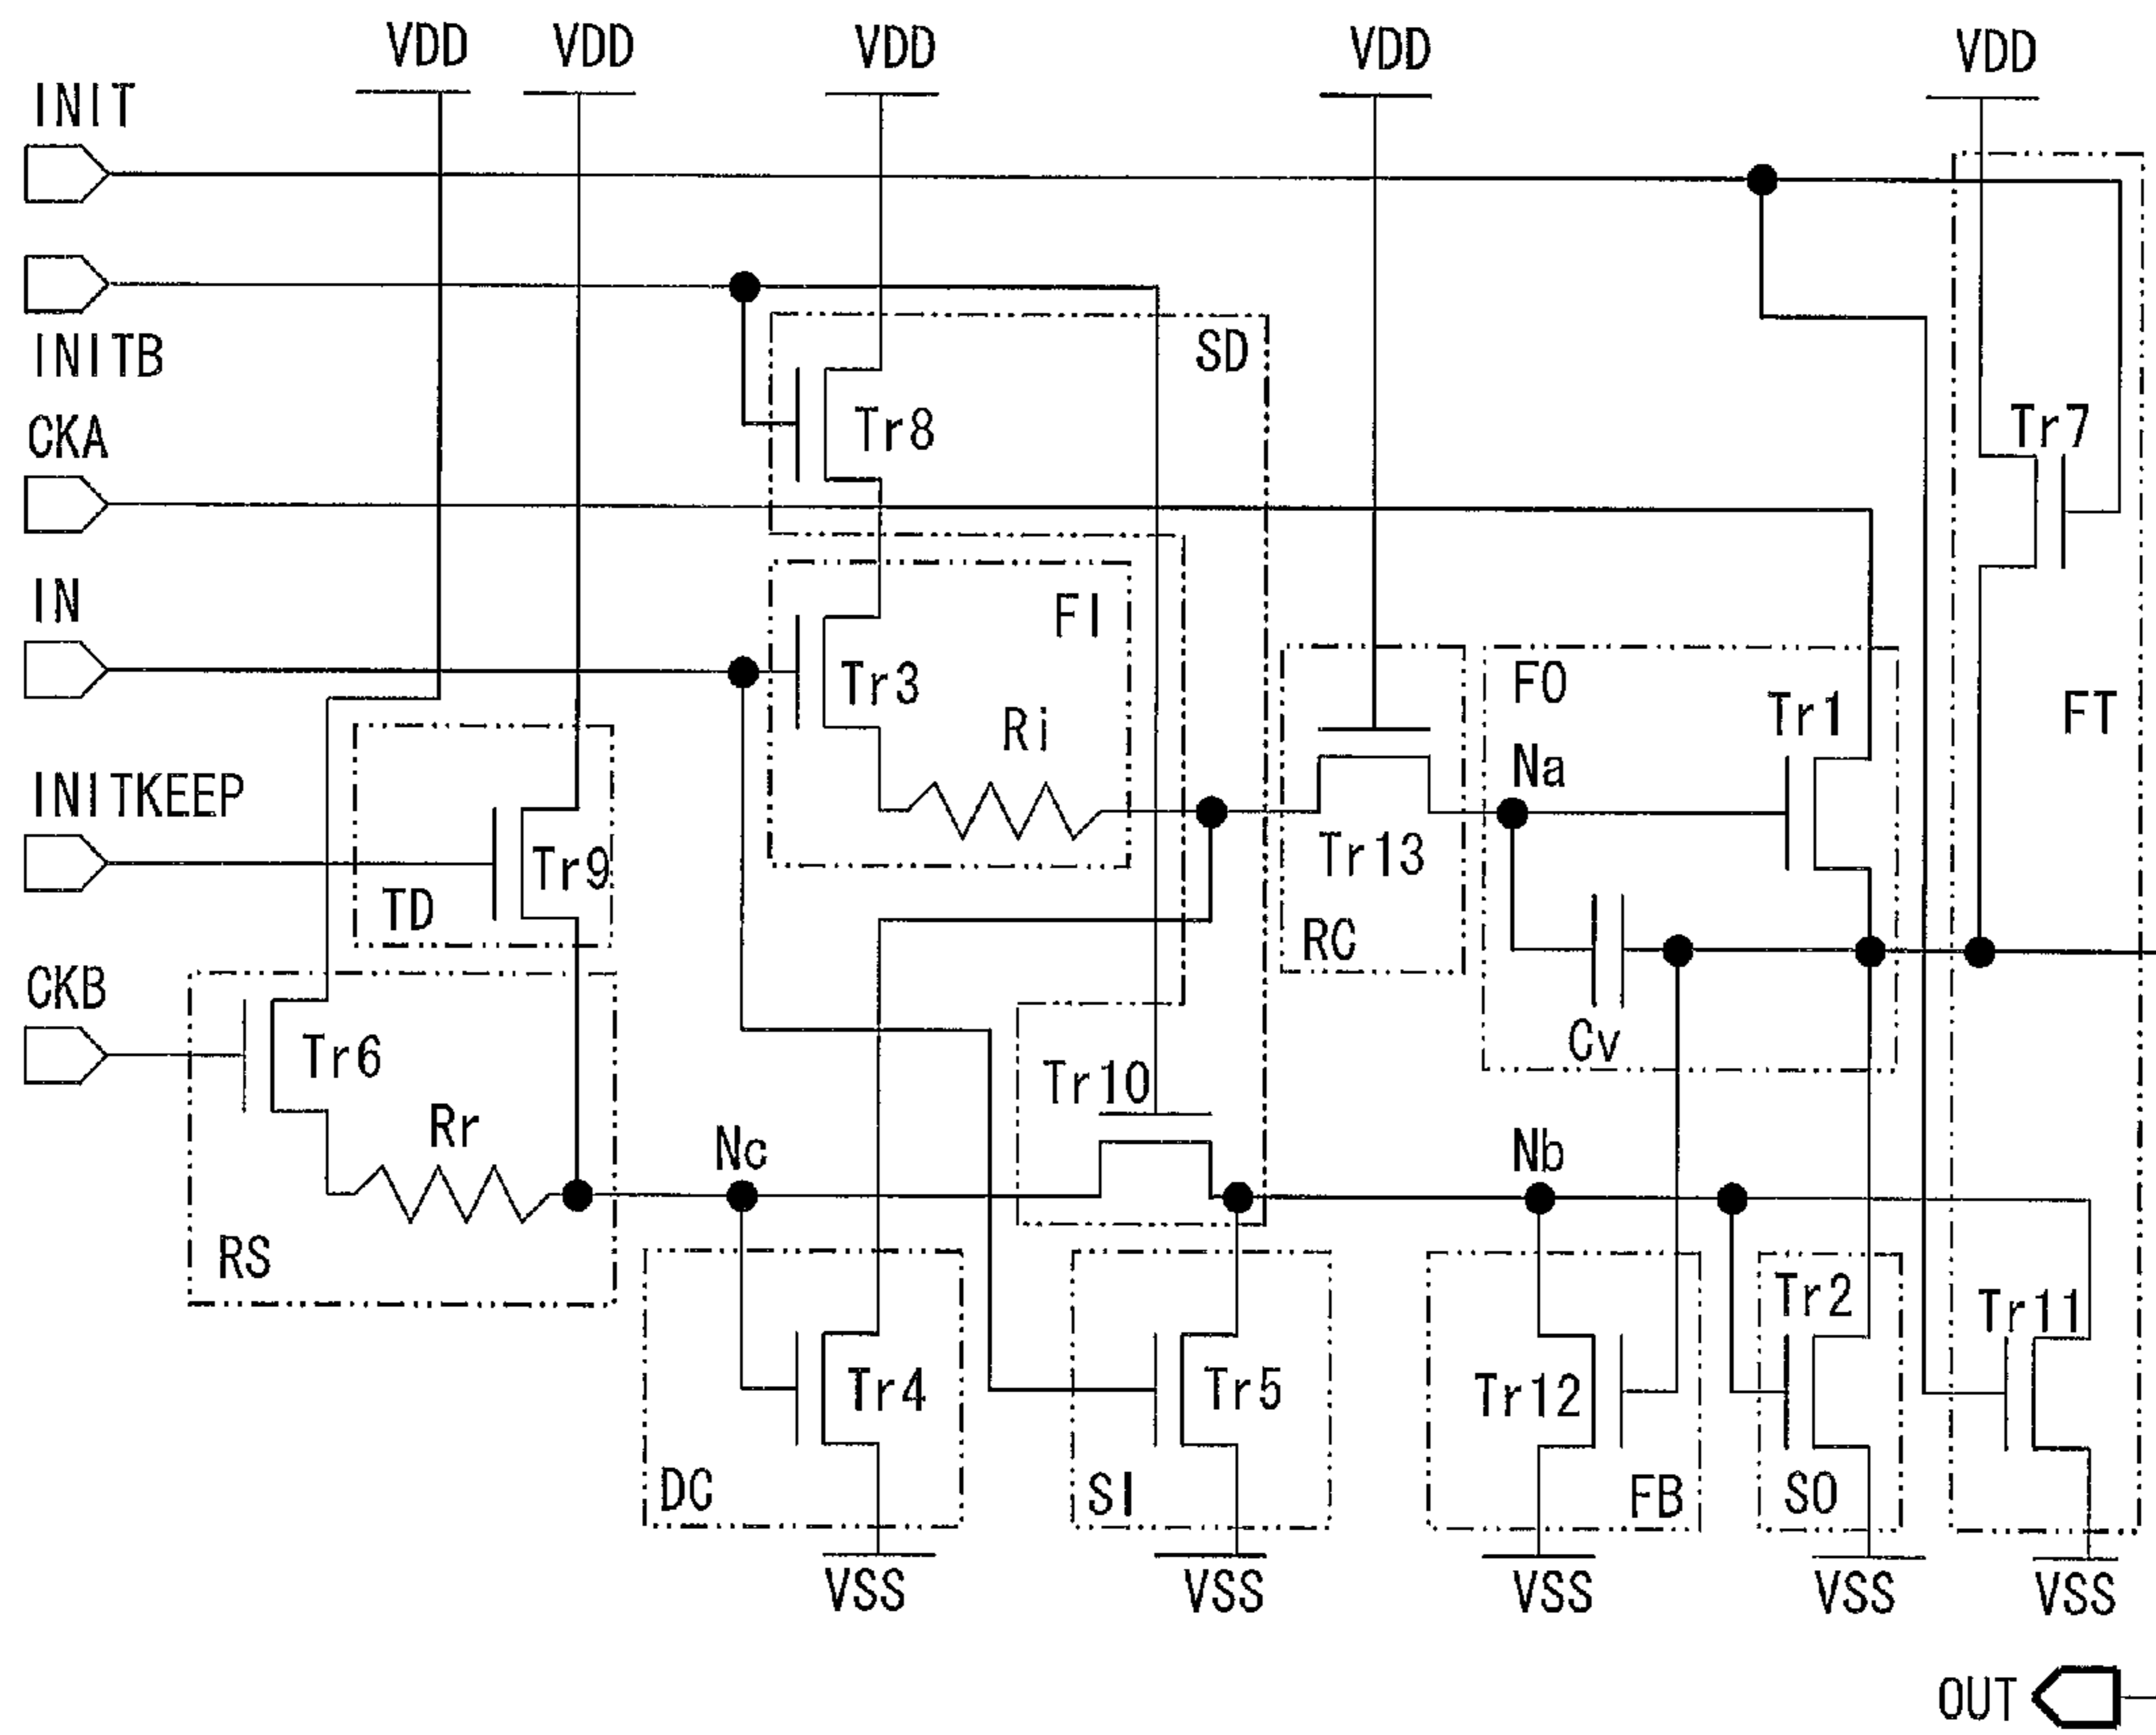 VDD VDD VDD VDD VDD
INIT
INITB
SD
CKA
Tr8
Tr7
IN
FI
Tr3
Ri
FO
Tr1
FT
Na
INITKEEP
Tr9
Tr13
TD
RC
CKB
Tr6
Cv
Tr10
Rr
Nc
Nb
RS
Tr2
Tr11
Tr4
Tr5
Tr12
DC
SI
FB
SO
VSS VSS VSS VSS VSS
OUT